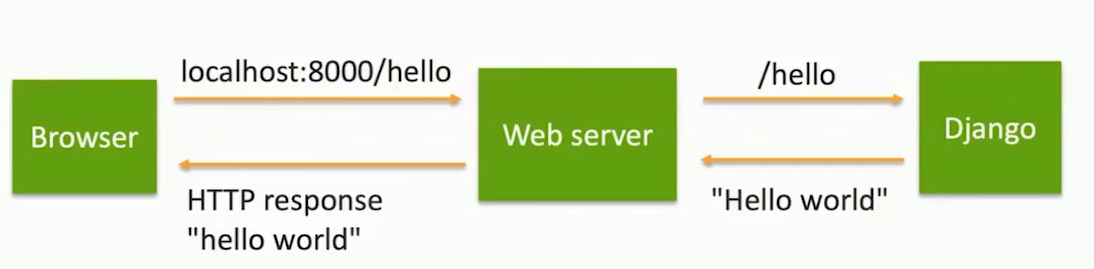 localhost:8000/hello
/hello
Browser
Web server
Django
HTTP response
"hello world"
"Hello world"